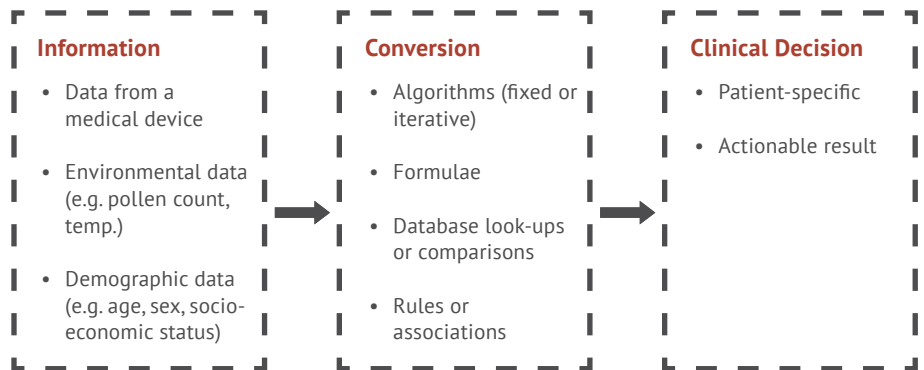 Information
• Data from a
medical device
• Environmental data
(e.g. pollen count,
temp.)
• Demographic data
(e.g. age, sex, socio-
economic status)
Conversion
• Algorithms (fixed or
iterative)
• Formulae
• Database look-ups
or comparisons
• Rules or
associations
Clinical Decision
• Patient-specific
• Actionable result